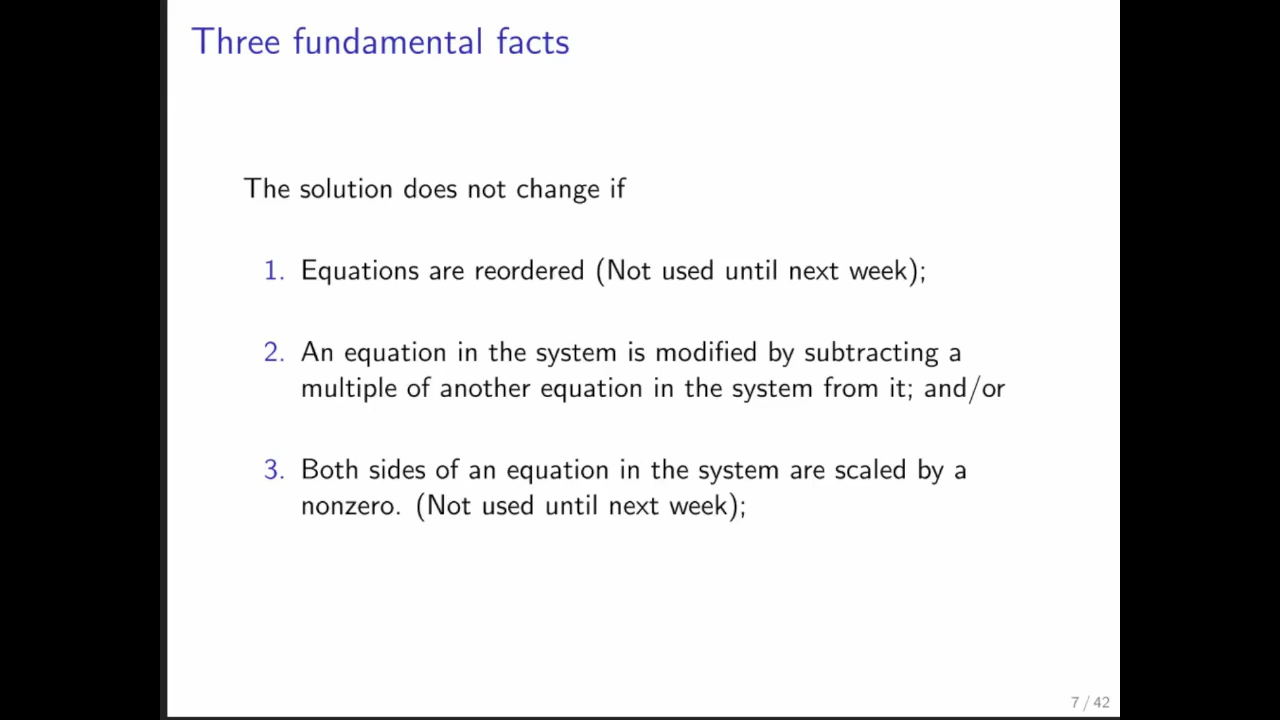 Three fundamental facts
The solution does not change if
1. Equations are reordered (Not used until next week);
2. An equation in the system is modified by subtracting a
multiple of another equation in the system from it; and/or
3. Both sides of an equation in the system are scaled by a
nonzero. (Not used until next week);
7 / 42